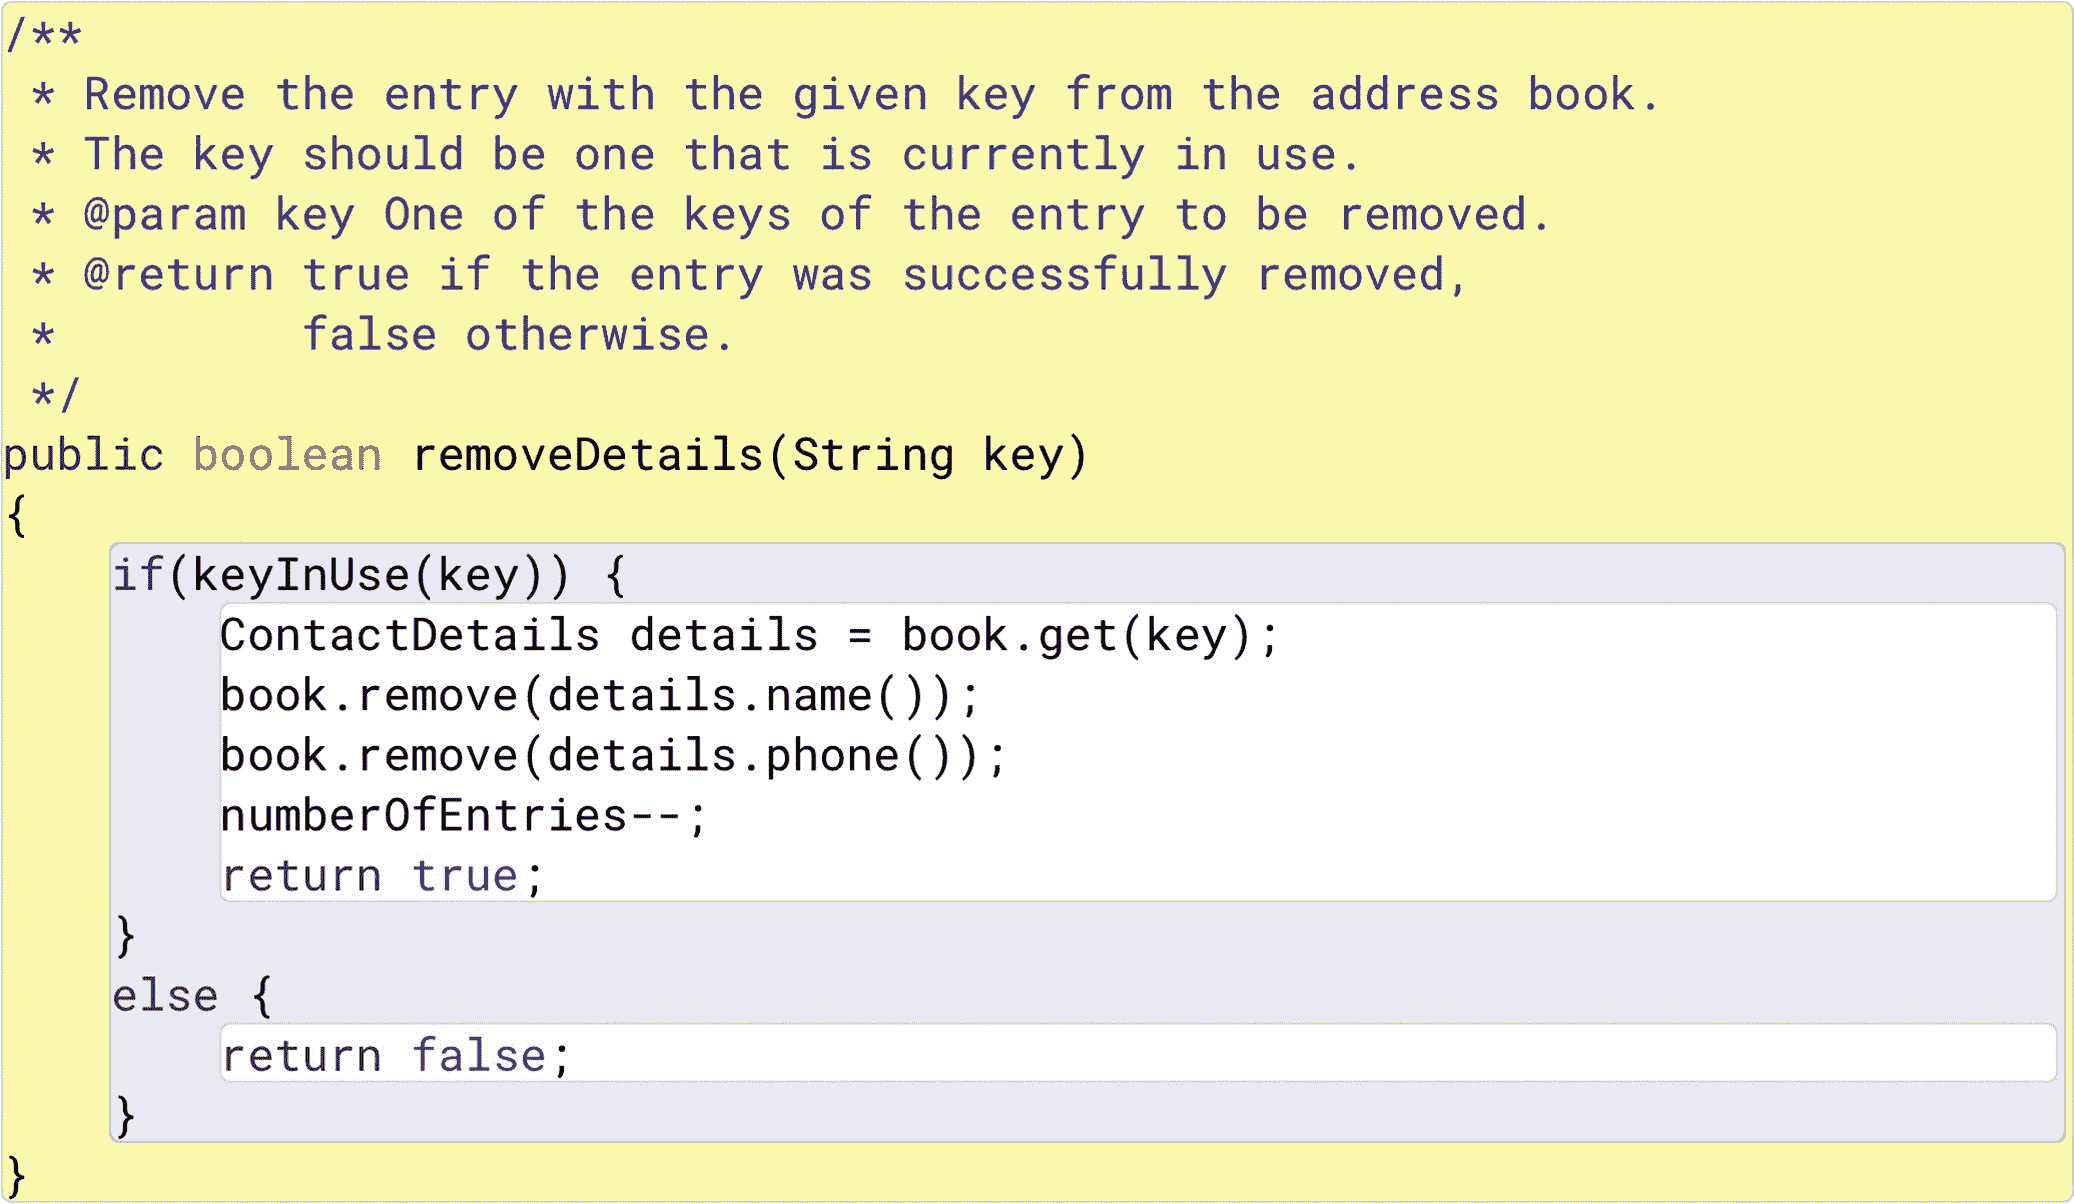 /**
 * Remove the entry with the given key from the address book.
 * The key should be one that is currently in use.
 * @param key One of the keys of the entry to be removed.
 * @return true if the entry was successfully removed,
 *         false otherwise.
 */
public boolean removeDetails(String key)
{
    if(keyInUse(key)) {
        ContactDetails details = book.get(key);
        book.remove(details.name());
        book.remove(details.phone());
        numberOfEntries--;
        return true;
    }
    else {
        return false;
    }
}